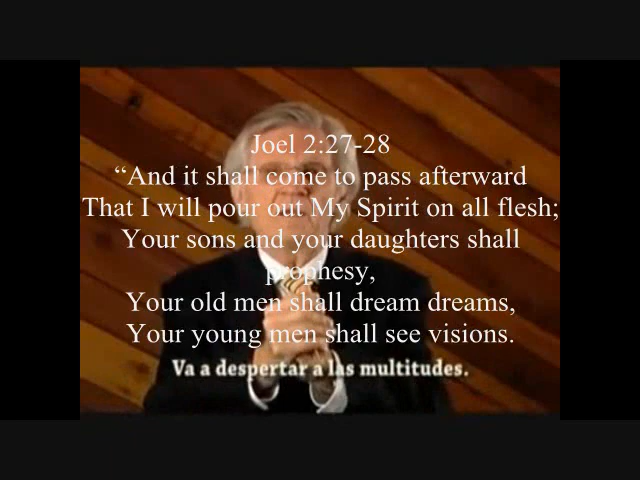 Joel 2:27-28
“And it shall come to pass afterward
That I will pour out My Spirit on all flesh;
Your sons and your daughters shall
prophesy,
Your old men shall dream dreams,
Your young men shall see visions.
Va a despertar a las multitudes.